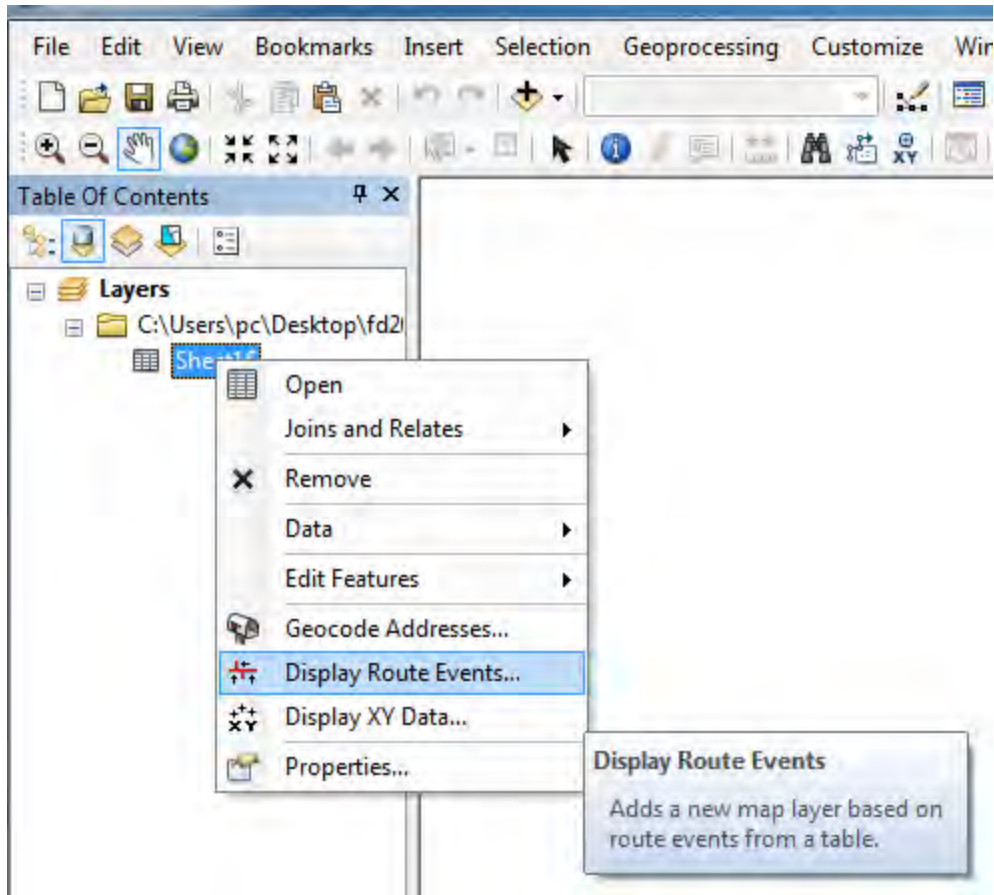 File Edit View Bookmarks Insert Selection Geoprocessing Customize Win
XY
Table Of Contents
Layers
C:\Users\pc\Desktop\fd2
Open
Joins and Relates
Remove
Data
Edit Features
Geocode Addresses...
Display Route Events...
Display XY Data...
Properties...
Display Route Events
Adds a new map layer based on
route events from a table.